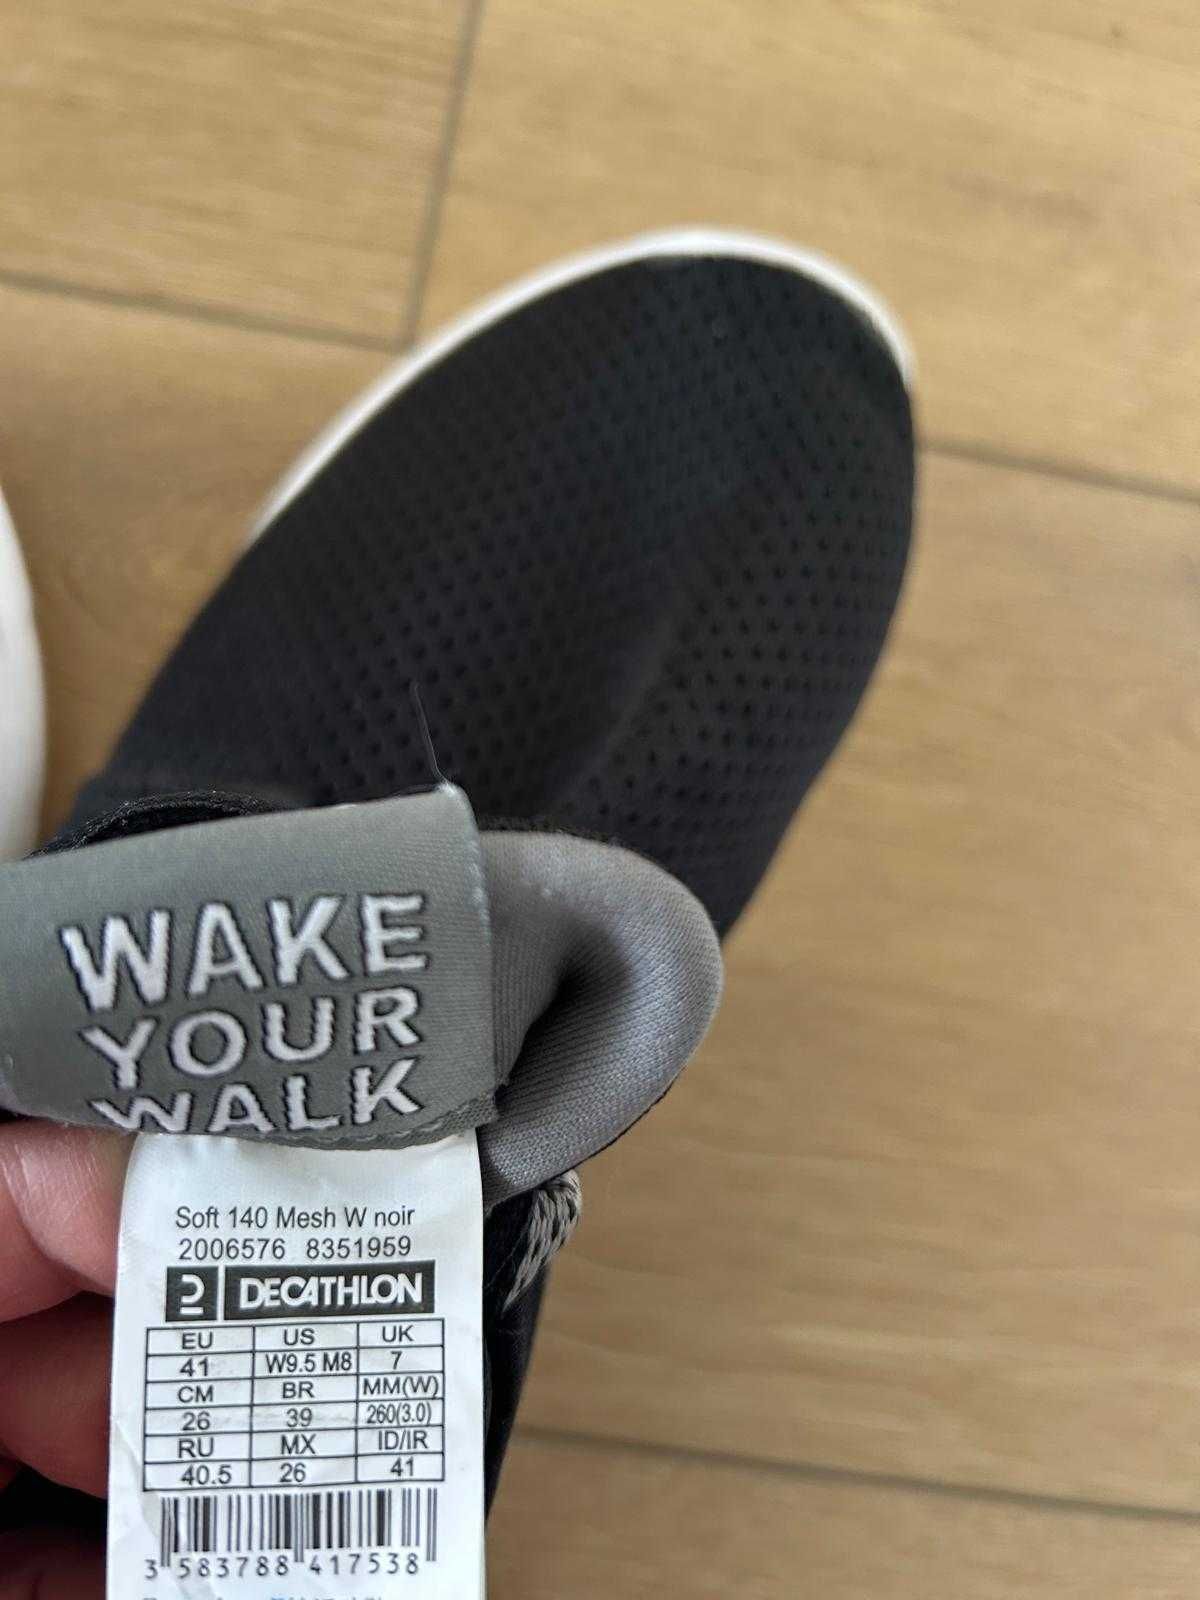 WAKE
YOUR
WALK
Soft 140 Mesh W noir
2006576 8351959
DECATHLON
EU US UK
41 W9.5 M8 7
CM BR MM(W)
26 39 260(3.0)
RU MX ID/IR
40.5 26 41
3 583788 417538